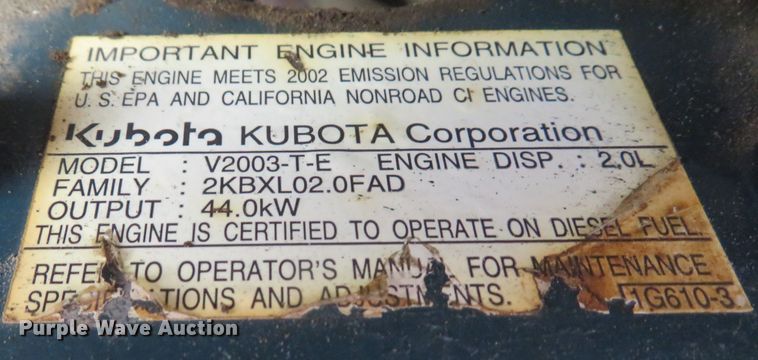 IMPORTANT ENGINE INFORMATION
THIS ENGINE MEETS 2002 EMISSION REGULATIONS FOR
U.S. EPA AND CALIFORNIA NONROAD CI ENGINES.
Kubota KUBOTA Corporation
MODEL : V2003-T-E ENGINE DISP. : 2.0L
FAMILY : 2KBXL02.0FAD
OUTPUT : 44.0kW
THIS ENGINE IS CERTIFIED TO OPERATE ON DIESEL FUEL.
REFER TO OPERATOR'S MANUAL FOR MAINTENANCE
SPECIFICATIONS AND ADJUSTMENTS. 1G610-3
Purple Wave Auction